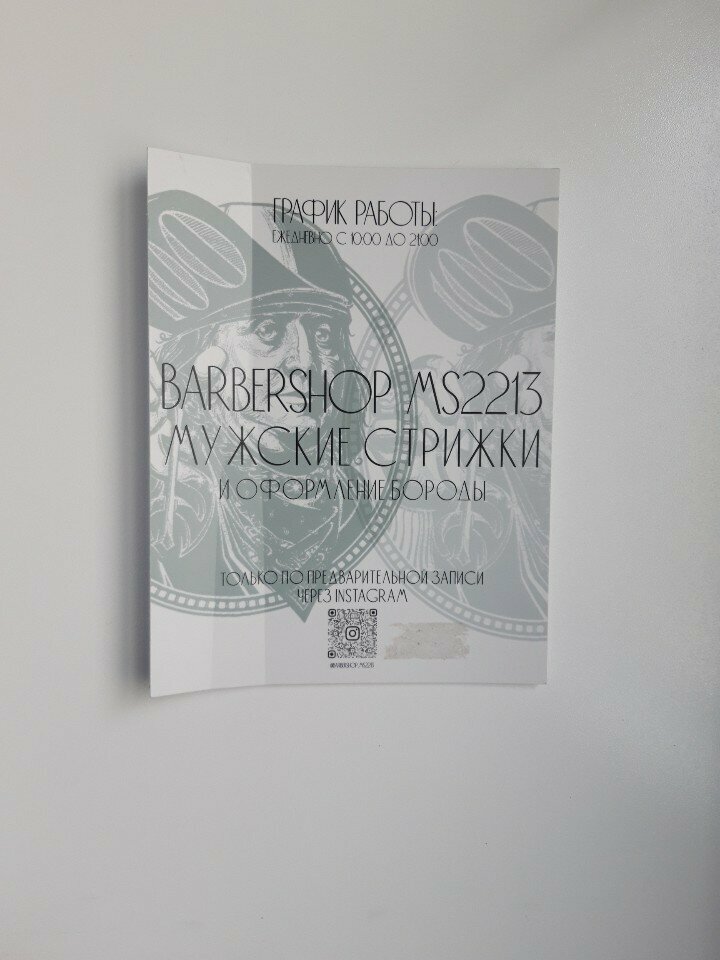 ГРАФИК РАБОТЫ:
ЕЖЕДНЕВНО С 10:00 ДО 21:00
BARBERSHOP MS2213
МУЖСКИЕ СТРИЖКИ
И ОФОРМЛЕНИЕ БОРОДЫ
ТОЛЬКО ПО ПРЕДВАРИТЕЛЬНОЙ ЗАПИСИ
ЧЕРЕЗ INSTAGRAM
@BARBERSHOP_MS2213